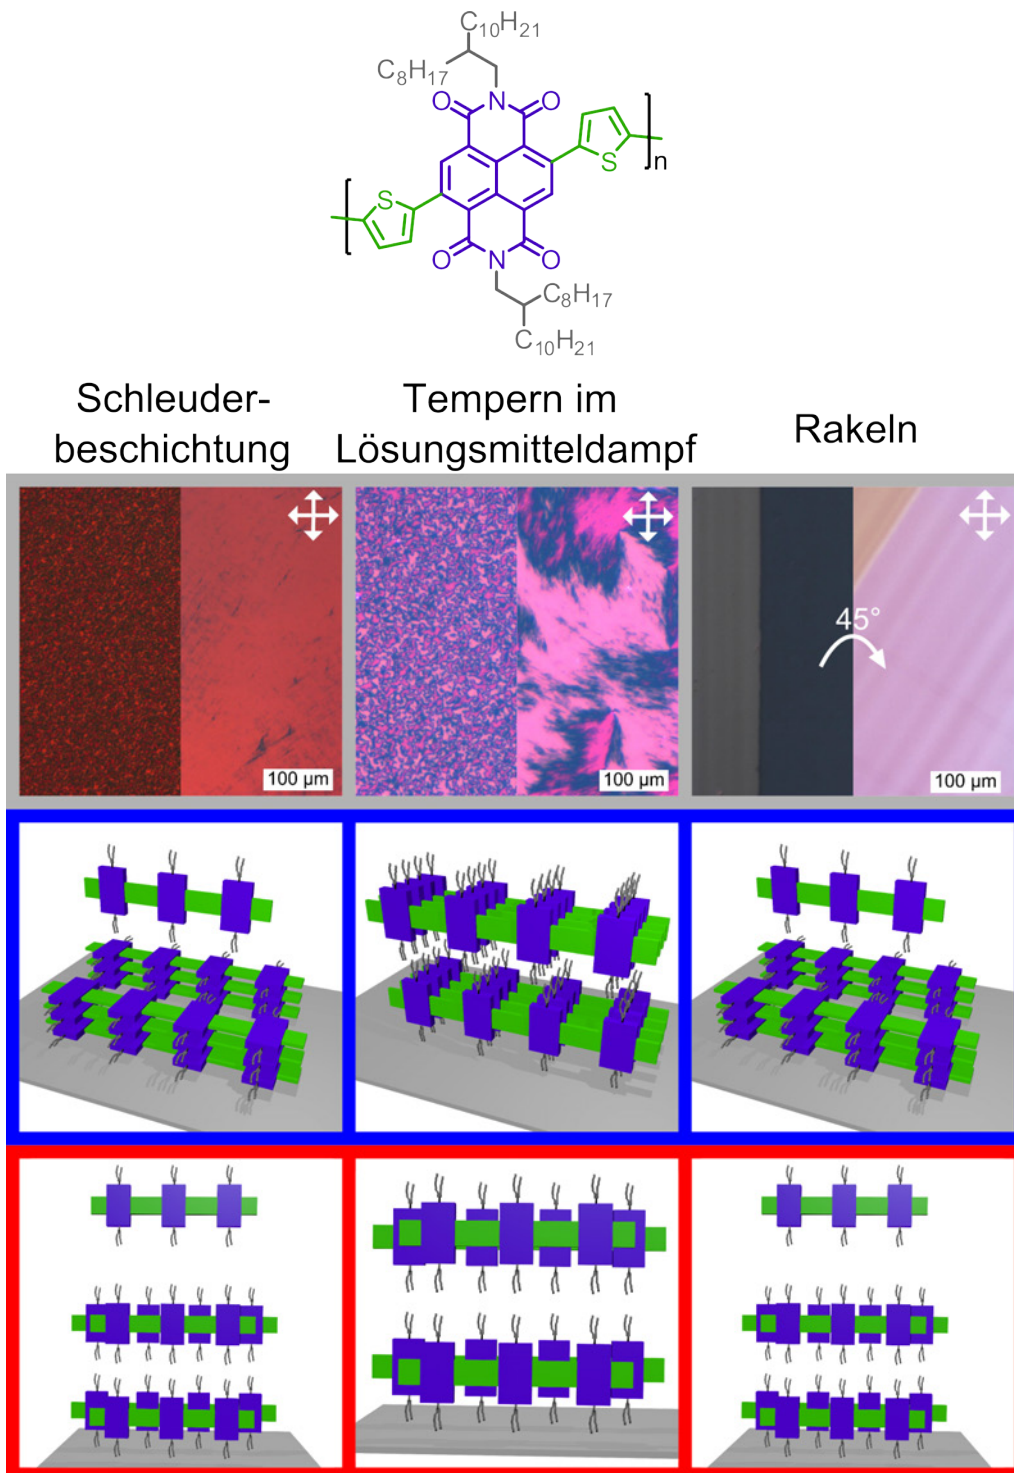 C10H21
C8H17
O N O
S
n
S
O N O
C8H17
C10H21
Schleuder-
beschichtung
Tempern im
Lösungsmitteldampf
Rakeln
45°
100 µm
100 µm
100 µm